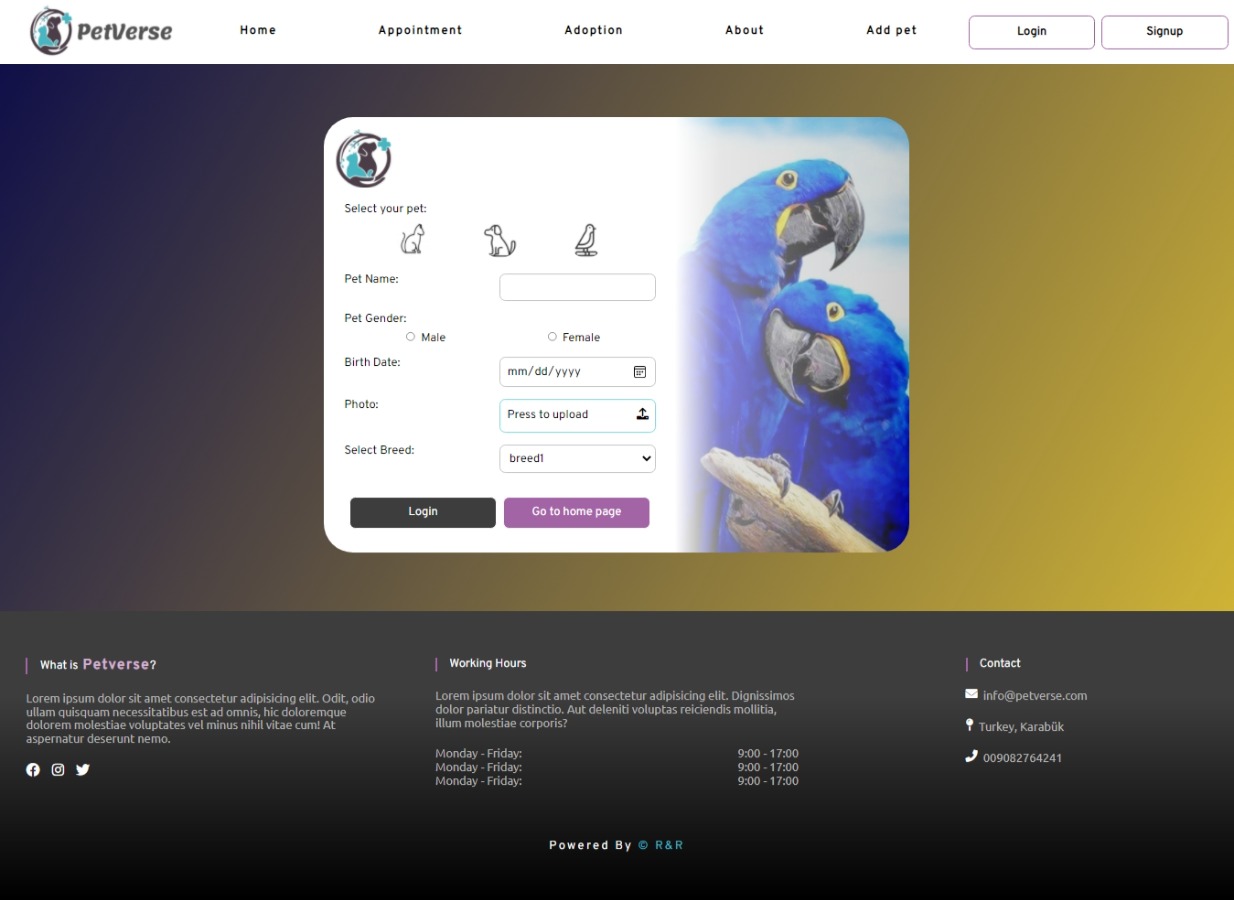 PetVerse
Home
Appointment
Adoption
About
Add pet
Login
Signup
Select your pet:
Pet Name:
Pet Gender:
Male
Female
Birth Date:
mm/dd/yyyy
Photo:
Press to upload
Select Breed:
breed1
Login
Go to home page
What is Petverse?
Lorem ipsum dolor sit amet consectetur adipisicing elit. Odit, odio
ullam quisquam necessitatibus est ad omnis, hic doloremque
dolorem molestiae voluptates vel minus nihil vitae cum! At
aspernatur deserunt nemo.
Working Hours
Lorem ipsum dolor sit amet consectetur adipisicing elit. Dignissimos
dolor pariatur distinctio. Aut deleniti voluptas reiciendis mollitia,
illum molestiae corporis?
Monday - Friday: 9:00 - 17:00
Monday - Friday: 9:00 - 17:00
Monday - Friday: 9:00 - 17:00
Contact
info@petverse.com
Turkey, Karabük
009082764241
Powered By © R&R